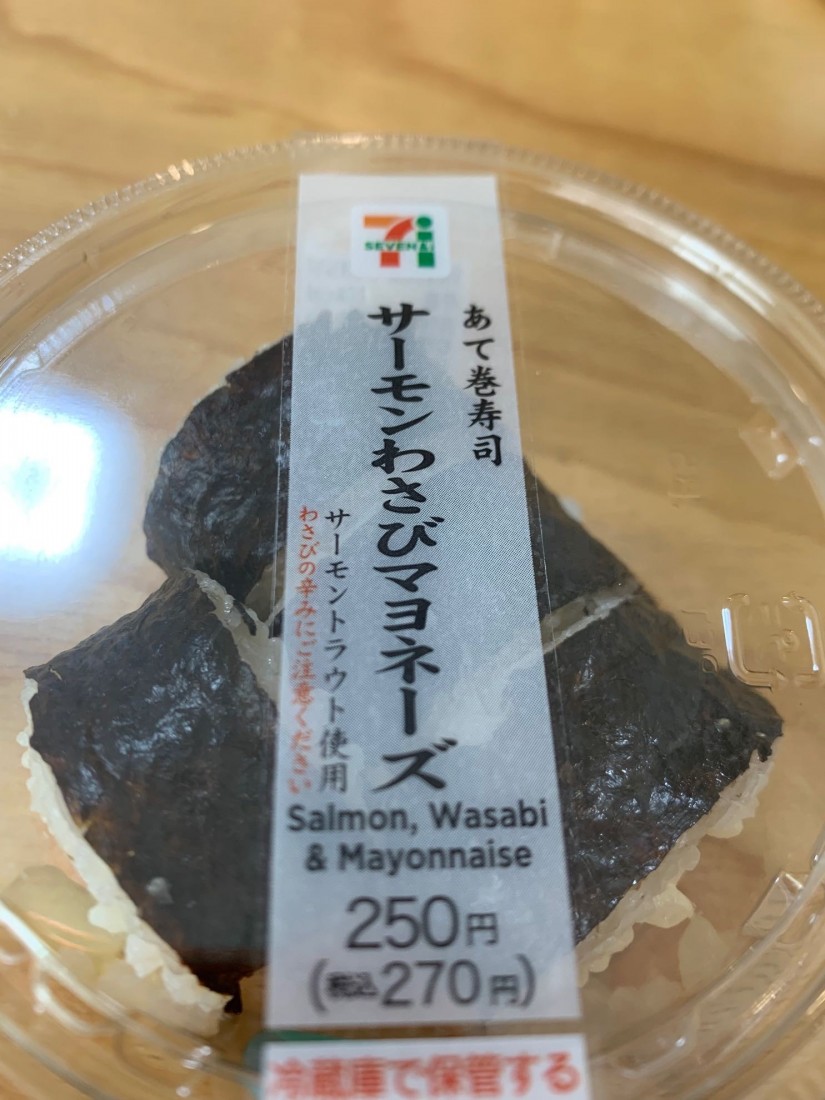 SEVEN&i
あて巻寿司
サーモンわさびマヨネーズ
サーモントラウト使用
わさびの辛みにご注意ください
Salmon, Wasabi
& Mayonnaise
250円
(税込270円)
冷蔵庫で保管する